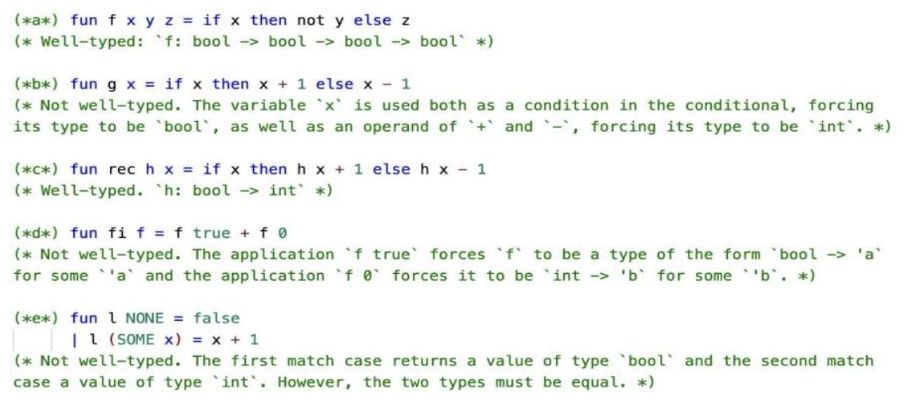 (*a*) fun f x y z = if x then not y else z
(* Well-typed: `f: bool -> bool -> bool -> bool` *)
(*b*) fun g x = if x then x + 1 else x - 1
(* Not well-typed. The variable `x` is used both as a condition in the conditional, forcing
its type to be `bool`, as well as an operand of `+` and `-`, forcing its type to be `int`. *)
(*c*) fun rec h x = if x then h x + 1 else h x - 1
(* Well-typed. `h: bool -> int` *)
(*d*) fun fi f = f true + f 0
(* Not well-typed. The application `f true` forces `f` to be a type of the form `bool -> 'a`
for some `'a` and the application `f 0` forces it to be `int -> 'b` for some `'b`. *)
(*e*) fun l NONE = false
| l (SOME x) = x + 1
(* Not well-typed. The first match case returns a value of type `bool` and the second match
case a value of type `int`. However, the two types must be equal. *)